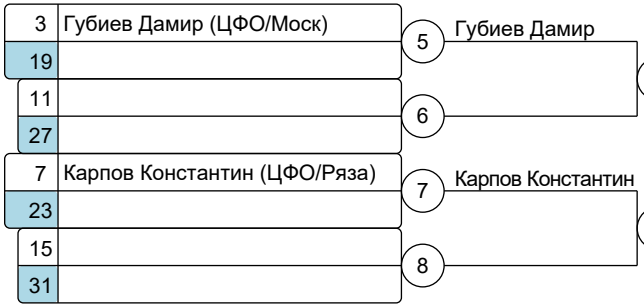 3 Губиев Дамир (ЦФО/Моск)
5 Губиев Дамир
19
11
6
27
7 Карпов Константин (ЦФО/Ряза)
7 Карпов Константин
23
15
8
31